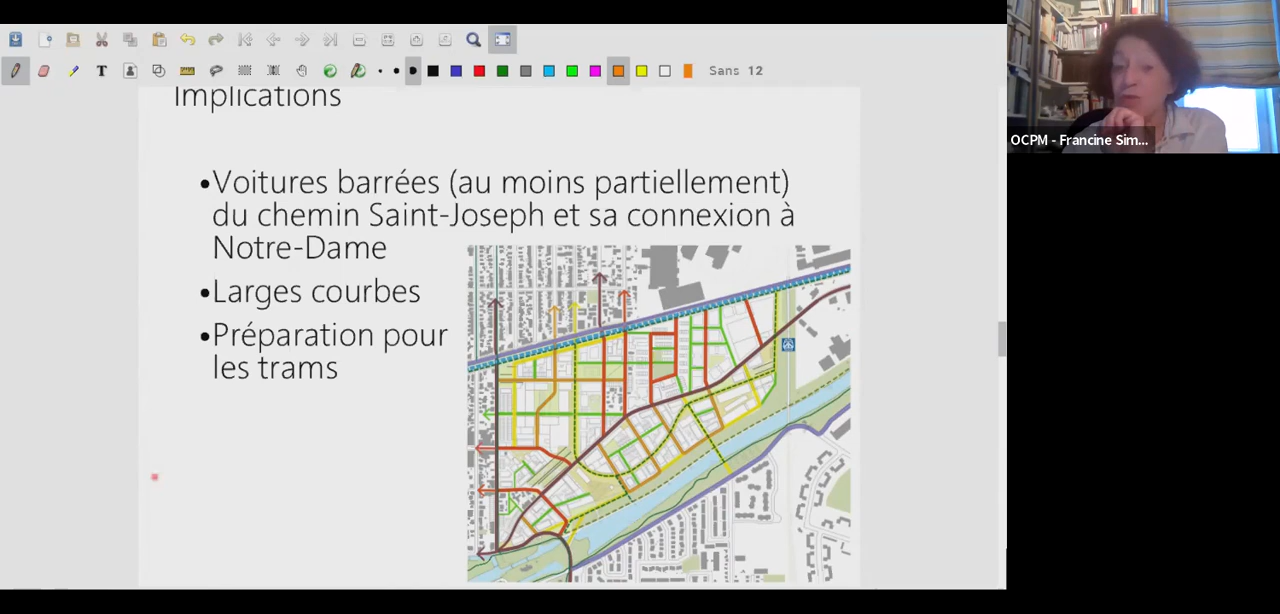 Sans 12
Implications
•Voitures barrées (au moins partiellement)
du chemin Saint-Joseph et sa connexion à
Notre-Dame
•Larges courbes
•Préparation pour
les trams
OCPM - Francine Sim...